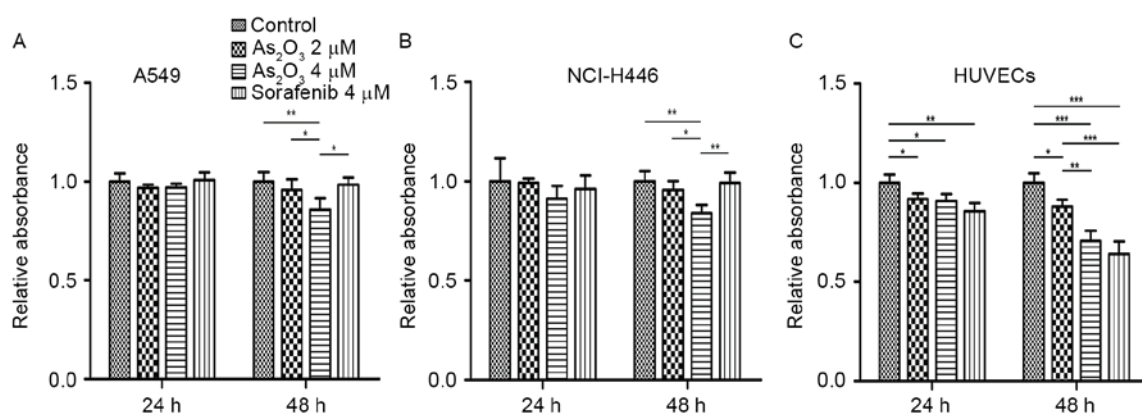 A
A549
Control
As₂O₃ 2 μM
As₂O₃ 4 μM
Sorafenib 4 μM
Relative absorbance
1.5
1.0
0.5
0.0
**
*
*
24 h
48 h
B
NCI-H446
Relative absorbance
1.5
1.0
0.5
0.0
**
*
**
24 h
48 h
C
HUVECs
Relative absorbance
1.5
1.0
0.5
0.0
**
*
*
***
***
***
*
**
24 h
48 h